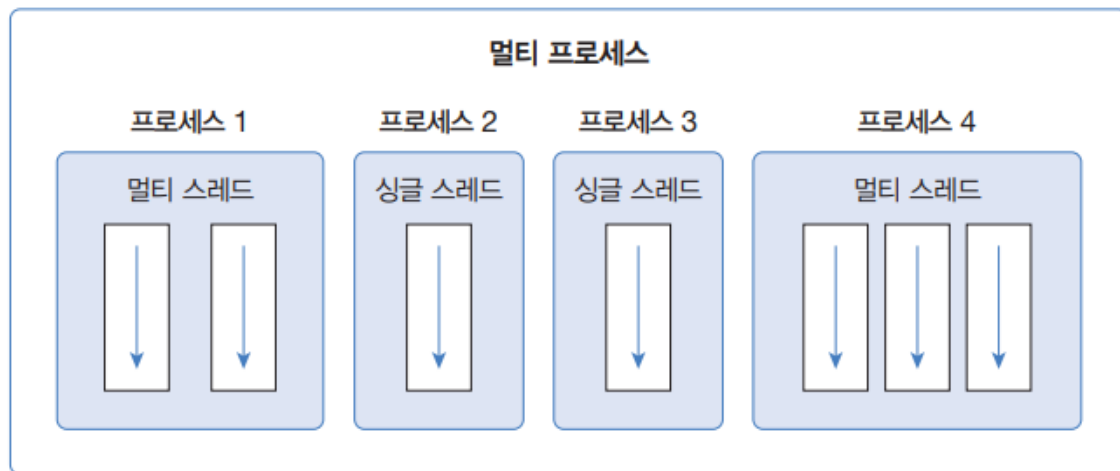 멀티 프로세스
프로세스 1 프로세스 2 프로세스 3 프로세스 4
멀티 스레드 싱글 스레드 싱글 스레드 멀티 스레드